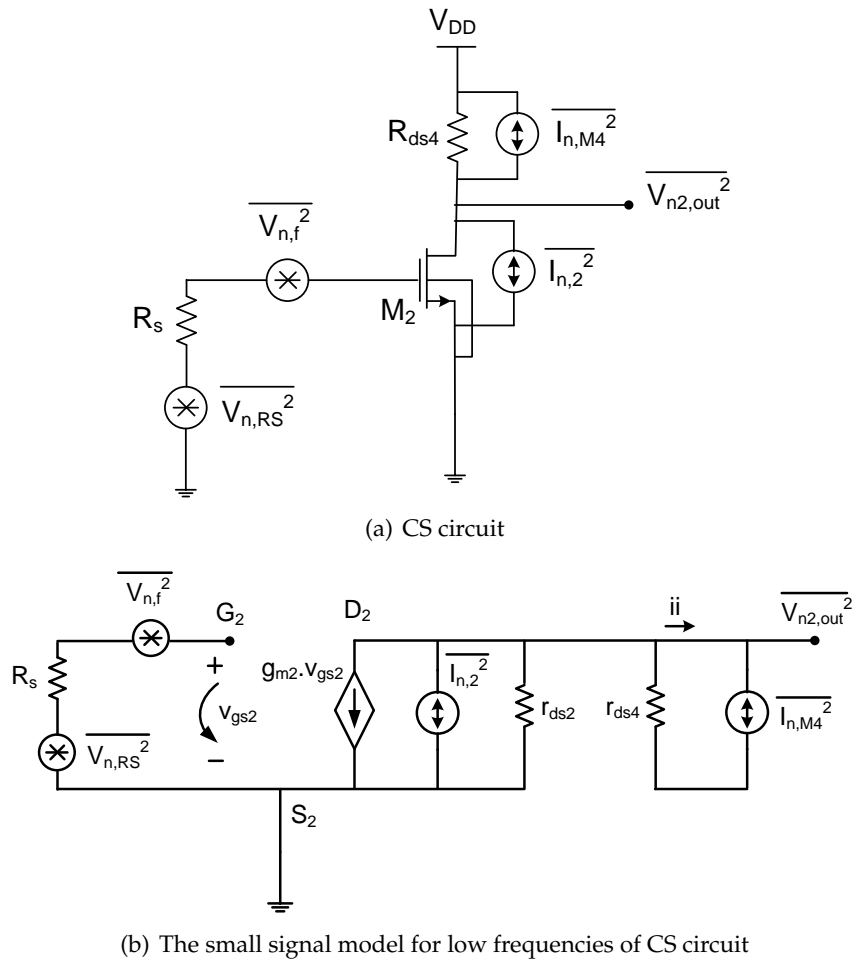 V_DD
R_ds4
I_n,M4^2
V_n2,out^2
V_n,f^2
I_n,2^2
M_2
R_s
V_n,RS^2
(a) CS circuit
V_n,f^2
G_2
D_2
ii
V_n2,out^2
R_s
+
v_gs2
−
g_m2.v_gs2
I_n,2^2
r_ds2
r_ds4
I_n,M4^2
V_n,RS^2
S_2
(b) The small signal model for low frequencies of CS circuit